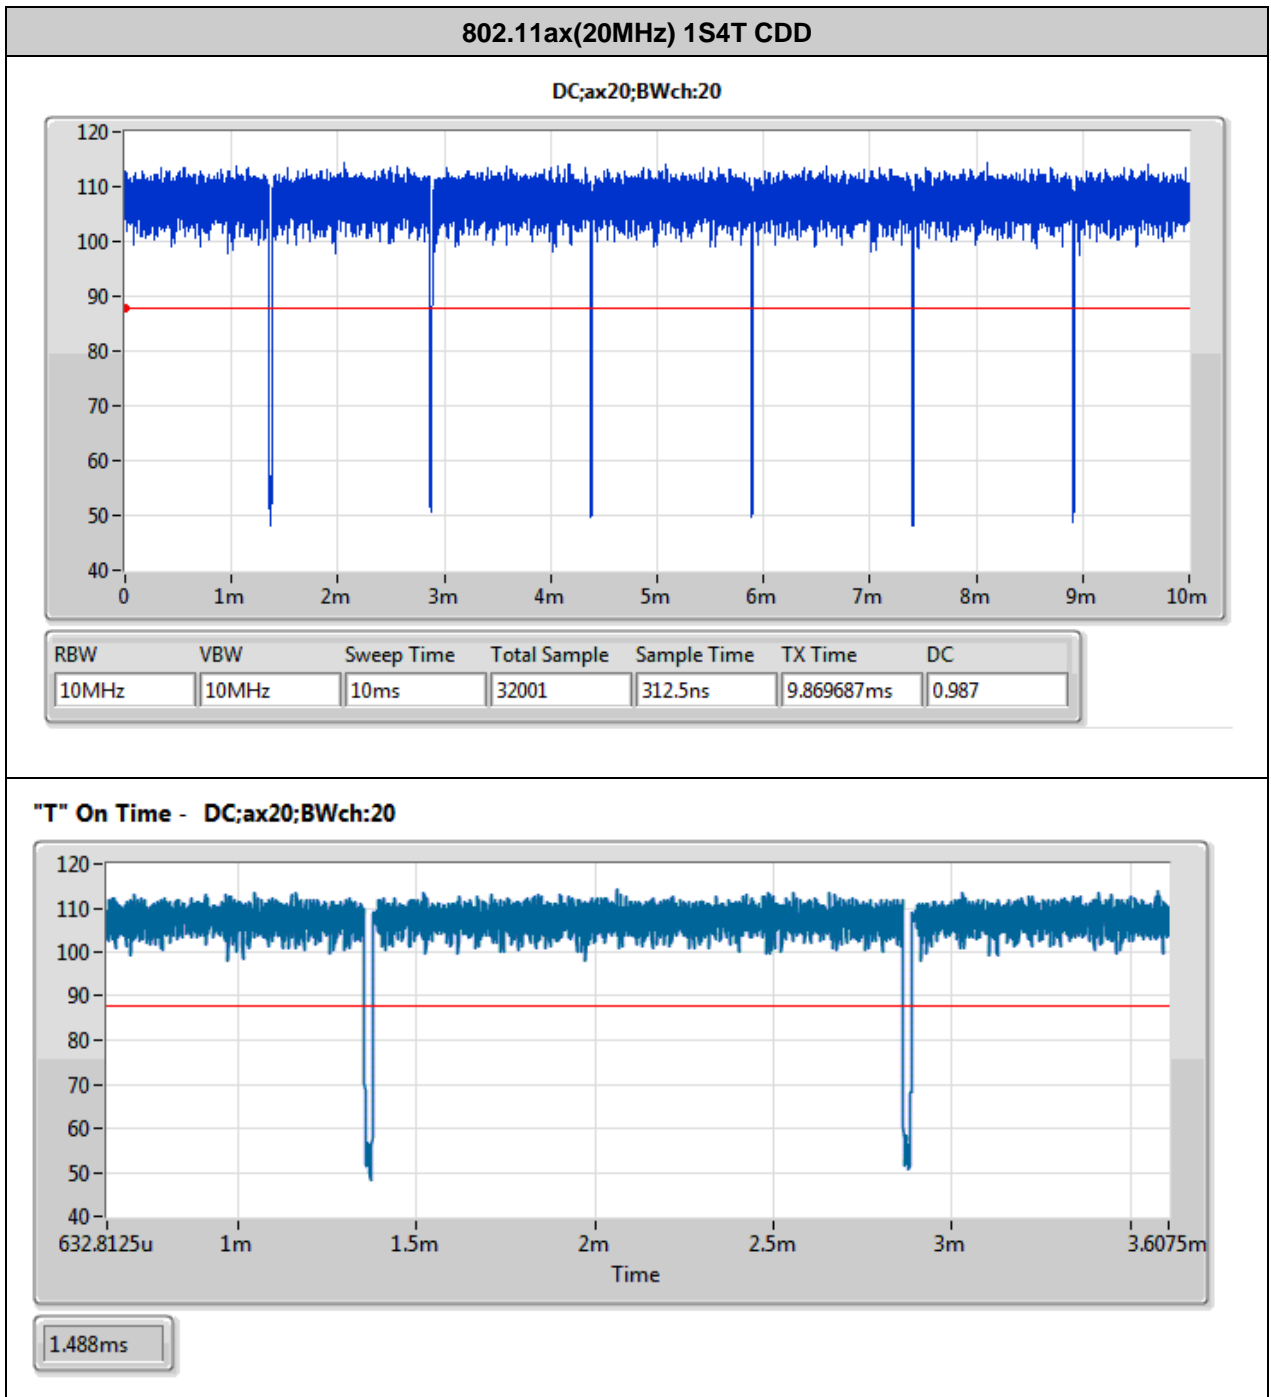 802.11ax(20MHz) 1S4T CDD
DC;ax20;BWch:20
120
110
100
90
80
70
60
50
40
0 1m 2m 3m 4m 5m 6m 7m 8m 9m 10m
RBW VBW Sweep Time Total Sample Sample Time TX Time DC
10MHz 10MHz 10ms 32001 312.5ns 9.869687ms 0.987
"T" On Time - DC;ax20;BWch:20
120
110
100
90
80
70
60
50
40
632.8125u 1m 1.5m 2m 2.5m 3m 3.6075m
Time
1.488ms